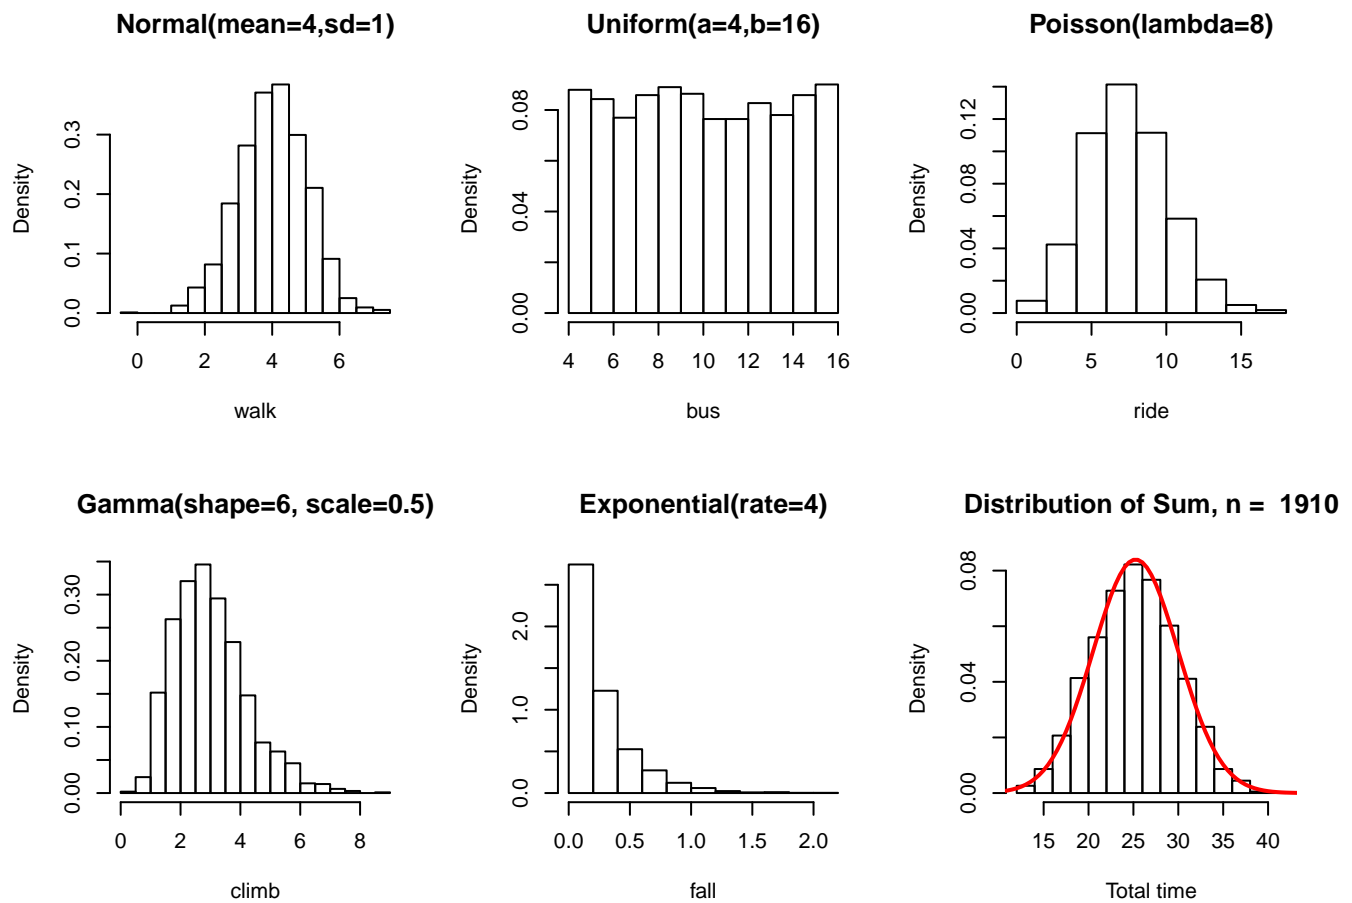 Normal(mean=4,sd=1)
Density
0.0 0.1 0.2 0.3
0 2 4 6
walk
Uniform(a=4,b=16)
Density
0.00 0.04 0.08
4 6 8 10 12 14 16
bus
Poisson(lambda=8)
Density
0.00 0.04 0.08 0.12
0 5 10 15
ride
Gamma(shape=6, scale=0.5)
Density
0.00 0.10 0.20 0.30
0 2 4 6 8
climb
Exponential(rate=4)
Density
0.0 1.0 2.0
0.0 0.5 1.0 1.5 2.0
fall
Distribution of Sum, n =  1910
Density
0.00 0.04 0.08
15 20 25 30 35 40
Total time